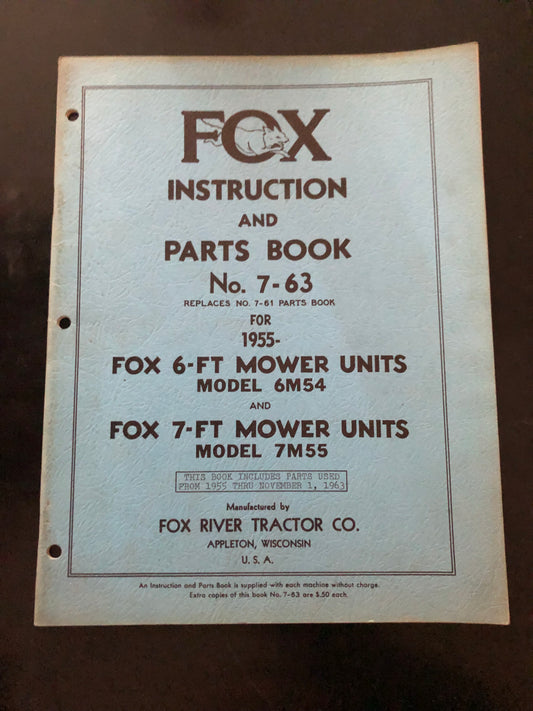 FOX
INSTRUCTION
AND
PARTS BOOK
No. 7-63
REPLACES NO. 7-61 PARTS BOOK
FOR
1955-
FOX 6-FT MOWER UNITS
MODEL 6M54
AND
FOX 7-FT MOWER UNITS
MODEL 7M55
THIS BOOK INCLUDES PARTS USED
FROM 1955 THRU NOVEMBER 1, 1963
Manufactured by
FOX RIVER TRACTOR CO.
APPLETON, WISCONSIN
U. S. A.
An Instruction and Parts Book is supplied with each machine without charge.
Extra copies of this book No. 7-63 are $.50 each.